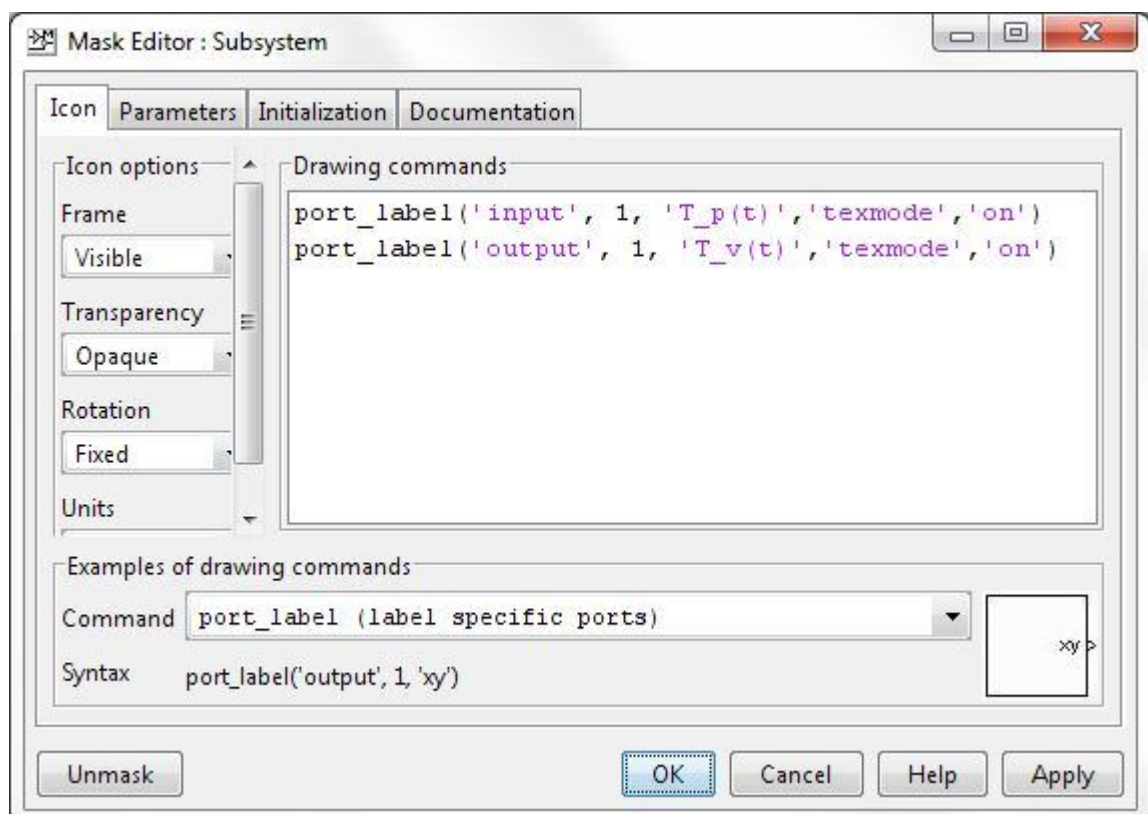 Mask Editor : Subsystem
Icon Parameters Initialization Documentation
Icon options
Frame
Visible
Transparency
Opaque
Rotation
Fixed
Units
Drawing commands
port_label('input', 1, 'T_p(t)','texmode','on')
port_label('output', 1, 'T_v(t)','texmode','on')
Examples of drawing commands
Command port_label (label specific ports)
Syntax port_label('output', 1, 'xy')
xy
Unmask OK Cancel Help Apply